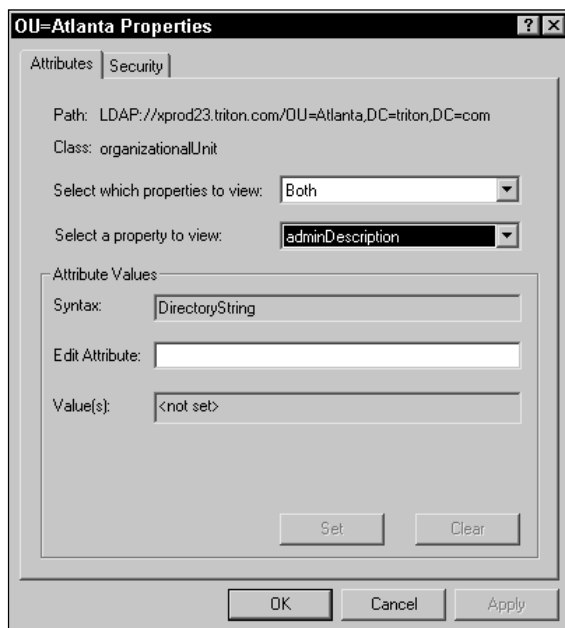 OU=Atlanta Properties
Attributes Security
Path: LDAP://xprod23.triton.com/OU=Atlanta,DC=triton,DC=com
Class: organizationalUnit
Select which properties to view: Both
Select a property to view: adminDescription
Attribute Values
Syntax: DirectoryString
Edit Attribute:
Value(s): <not set>
Set Clear
OK Cancel Apply